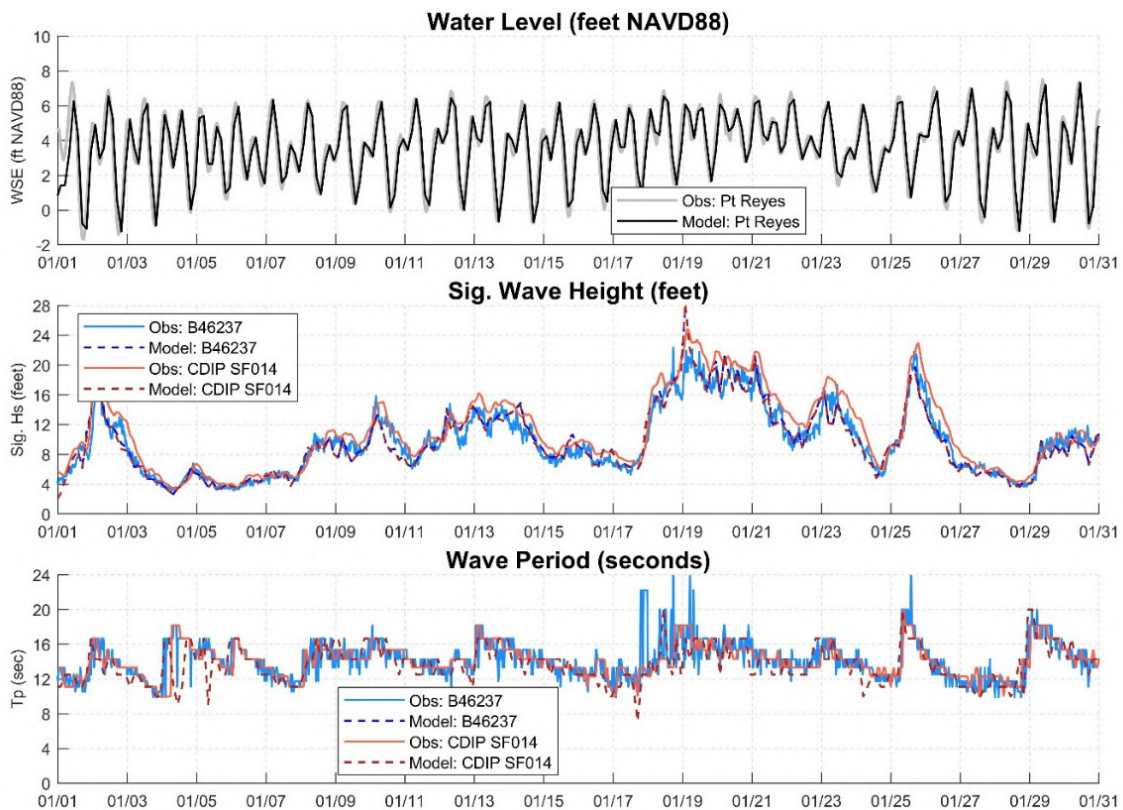 Water Level (feet NAVD88)
WSE (ft NAVD88)
10
8
6
4
2
0
-2
Obs: Pt Reyes
Model: Pt Reyes
01/01 01/03 01/05 01/07 01/09 01/11 01/13 01/15 01/17 01/19 01/21 01/23 01/25 01/27 01/29 01/31
Sig. Wave Height (feet)
Sig. Hs (feet)
28
24
20
16
12
8
4
0
Obs: B46237
Model: B46237
Obs: CDIP SF014
Model: CDIP SF014
01/01 01/03 01/05 01/07 01/09 01/11 01/13 01/15 01/17 01/19 01/21 01/23 01/25 01/27 01/29 01/31
Wave Period (seconds)
Tp (sec)
24
20
16
12
8
4
0
Obs: B46237
Model: B46237
Obs: CDIP SF014
Model: CDIP SF014
01/01 01/03 01/05 01/07 01/09 01/11 01/13 01/15 01/17 01/19 01/21 01/23 01/25 01/27 01/29 01/31